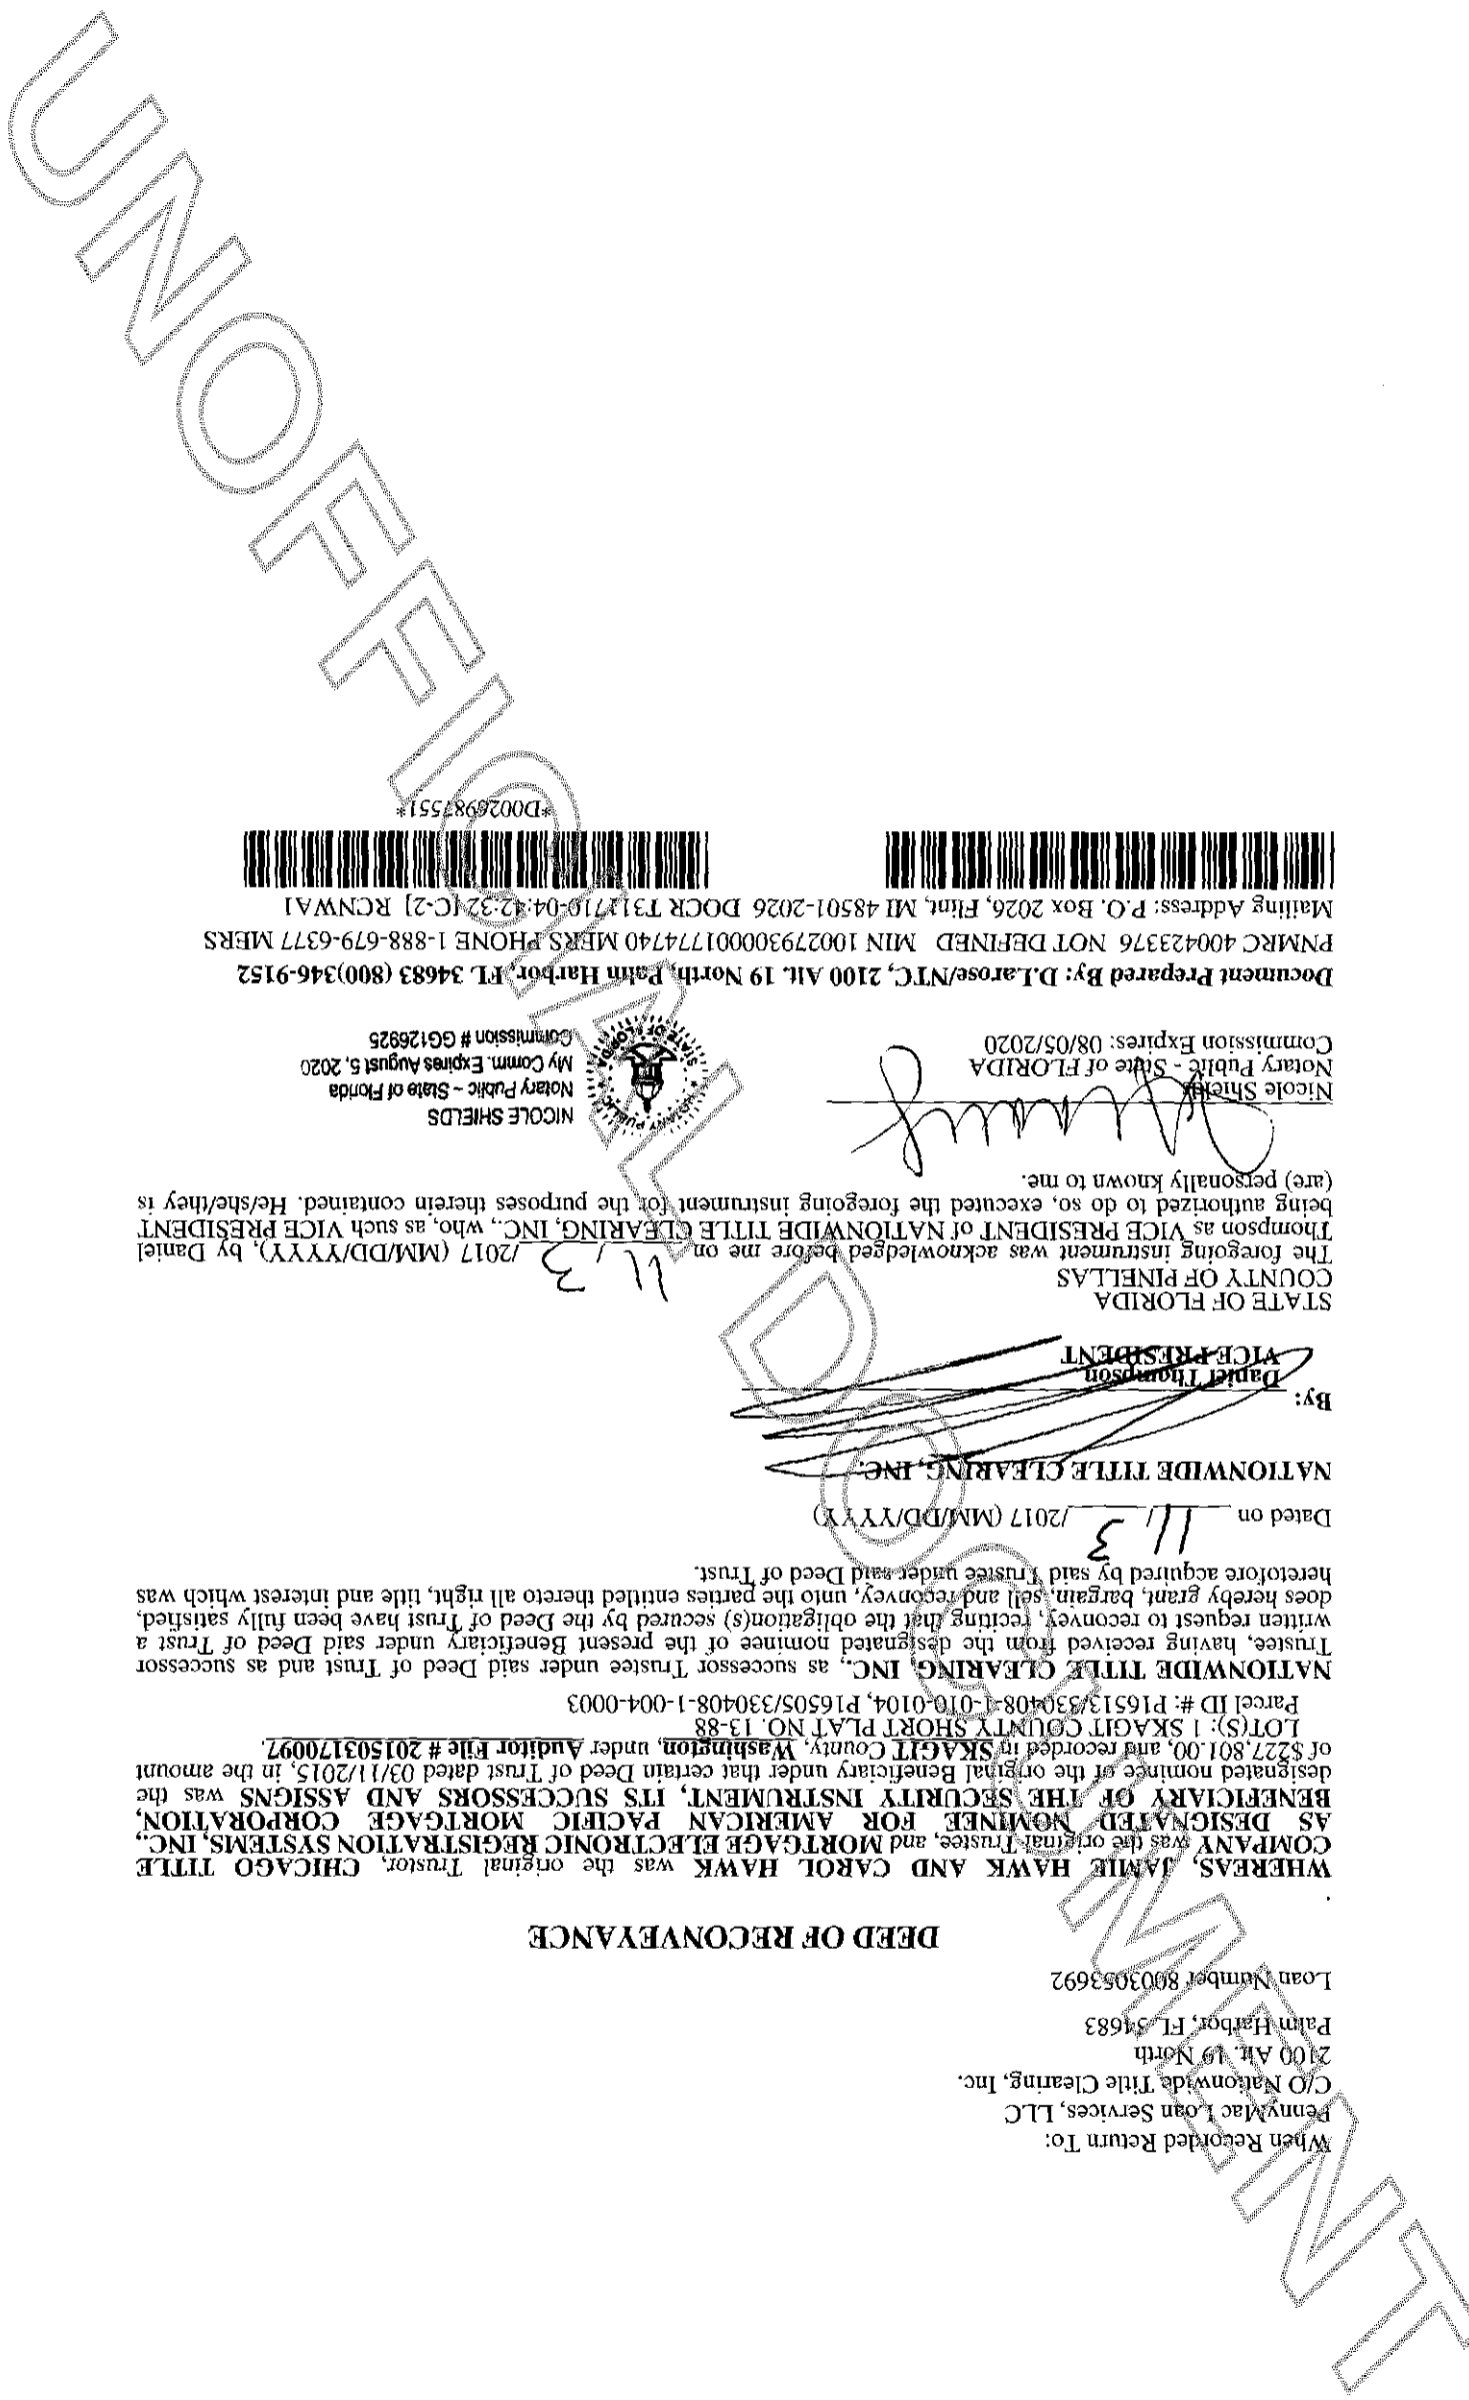 When Recorded Return To:
PennyMac Loan Services, LLC
C/O Nationwide Title Clearing, Inc.
2100 Alt. 19 North
Palm Harbor, FL 34683
Loan Number 8003053692
DEED OF RECONVEYANCE
.
WHEREAS, JAMIE HAWK AND CAROL HAWK was the original Trustor, CHICAGO TITLE
COMPANY was the original Trustee, and MORTGAGE ELECTRONIC REGISTRATION SYSTEMS, INC.,
AS DESIGNATED NOMINEE FOR AMERICAN PACIFIC MORTGAGE CORPORATION,
BENEFICIARY OF THE SECURITY INSTRUMENT, ITS SUCCESSORS AND ASSIGNS was the
designated nominee of the original Beneficiary under that certain Deed of Trust dated 03/11/2015, in the amount
of $227,801.00, and recorded in SKAGIT County, Washington, under Auditor File # 201503170097.
LOT(S): 1 SKAGIT COUNTY SHORT PLAT NO. 13-88
Parcel ID #: P16513/330408-1-010-0104, P16505/330408-1-004-0003
NATIONWIDE TITLE CLEARING, INC., as successor Trustee under said Deed of Trust and as successor
Trustee, having received from the designated nominee of the present Beneficiary under said Deed of Trust a
written request to reconvey, reciting that the obligation(s) secured by the Deed of Trust have been fully satisfied,
does hereby grant, bargain, sell and reconvey, unto the parties entitled thereto all right, title and interest which was
heretofore acquired by said Trustee under said Deed of Trust.
Dated on 11/ 3 /2017 (MM/DD/YYYY)
NATIONWIDE TITLE CLEARING, INC.
By:
Daniel Thompson
VICE PRESIDENT
STATE OF FLORIDA
COUNTY OF PINELLAS
The foregoing instrument was acknowledged before me on 11 / 3 /2017 (MM/DD/YYYY), by Daniel
Thompson as VICE PRESIDENT of NATIONWIDE TITLE CLEARING, INC., who, as such VICE PRESIDENT
being authorized to do so, executed the foregoing instrument for the purposes therein contained. He/she/they is
(are) personally known to me.
Nicole Shields
Notary Public - State of FLORIDA
Commission Expires: 08/05/2020
NOTARY PUBLIC
STATE OF FLORIDA
NICOLE SHIELDS
Notary Public – State of Florida
My Comm. Expires August 5, 2020
Commission # GG126925
Document Prepared By: D.Larose/NTC, 2100 Alt. 19 North, Palm Harbor, FL 34683 (800)346-9152
PNMRC 400423376 NOT DEFINED MIN 100279300001774740 MERS PHONE 1-888-679-6377 MERS
Mailing Address: P.O. Box 2026, Flint, MI 48501-2026 DOCR T311710-04:42:32 [C-2] RCNWA1
*D0026987551*
UNOFFICIAL DOCUMENT